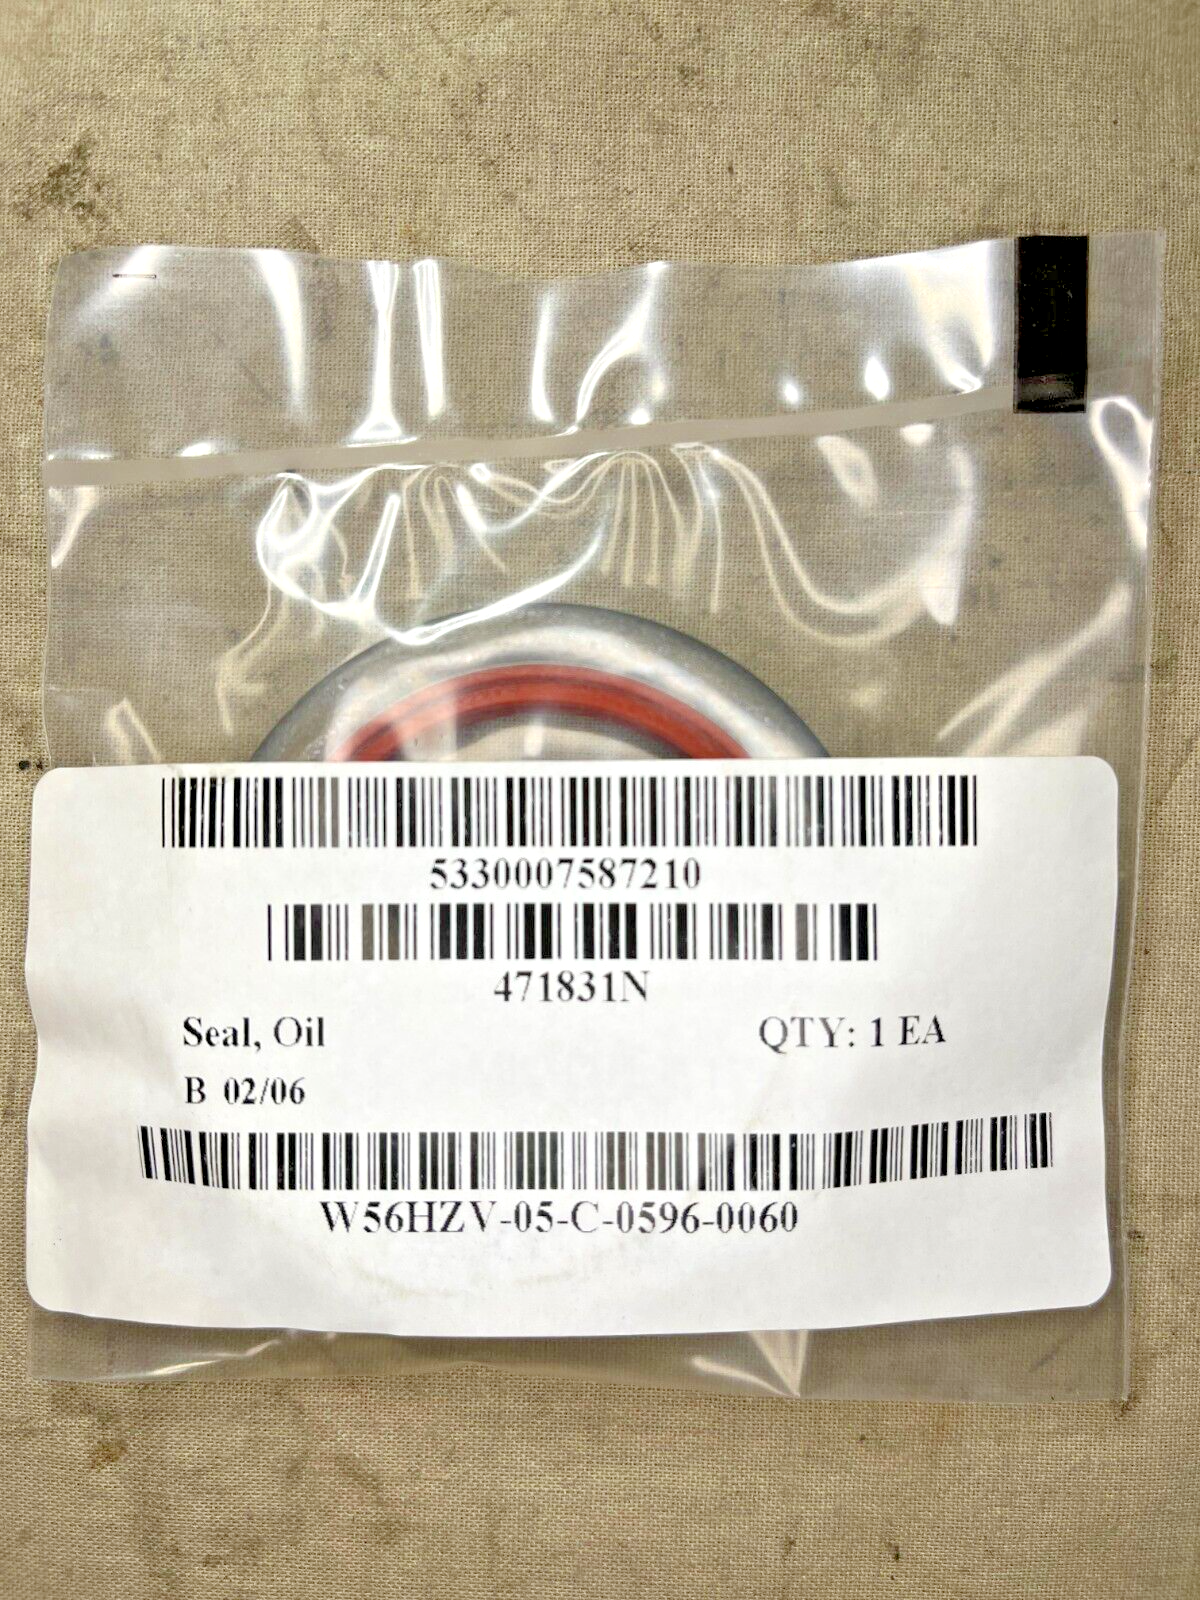 5330007587210
471831N
Seal, Oil QTY: 1 EA
B 02/06
W56HZV-05-C-0596-0060